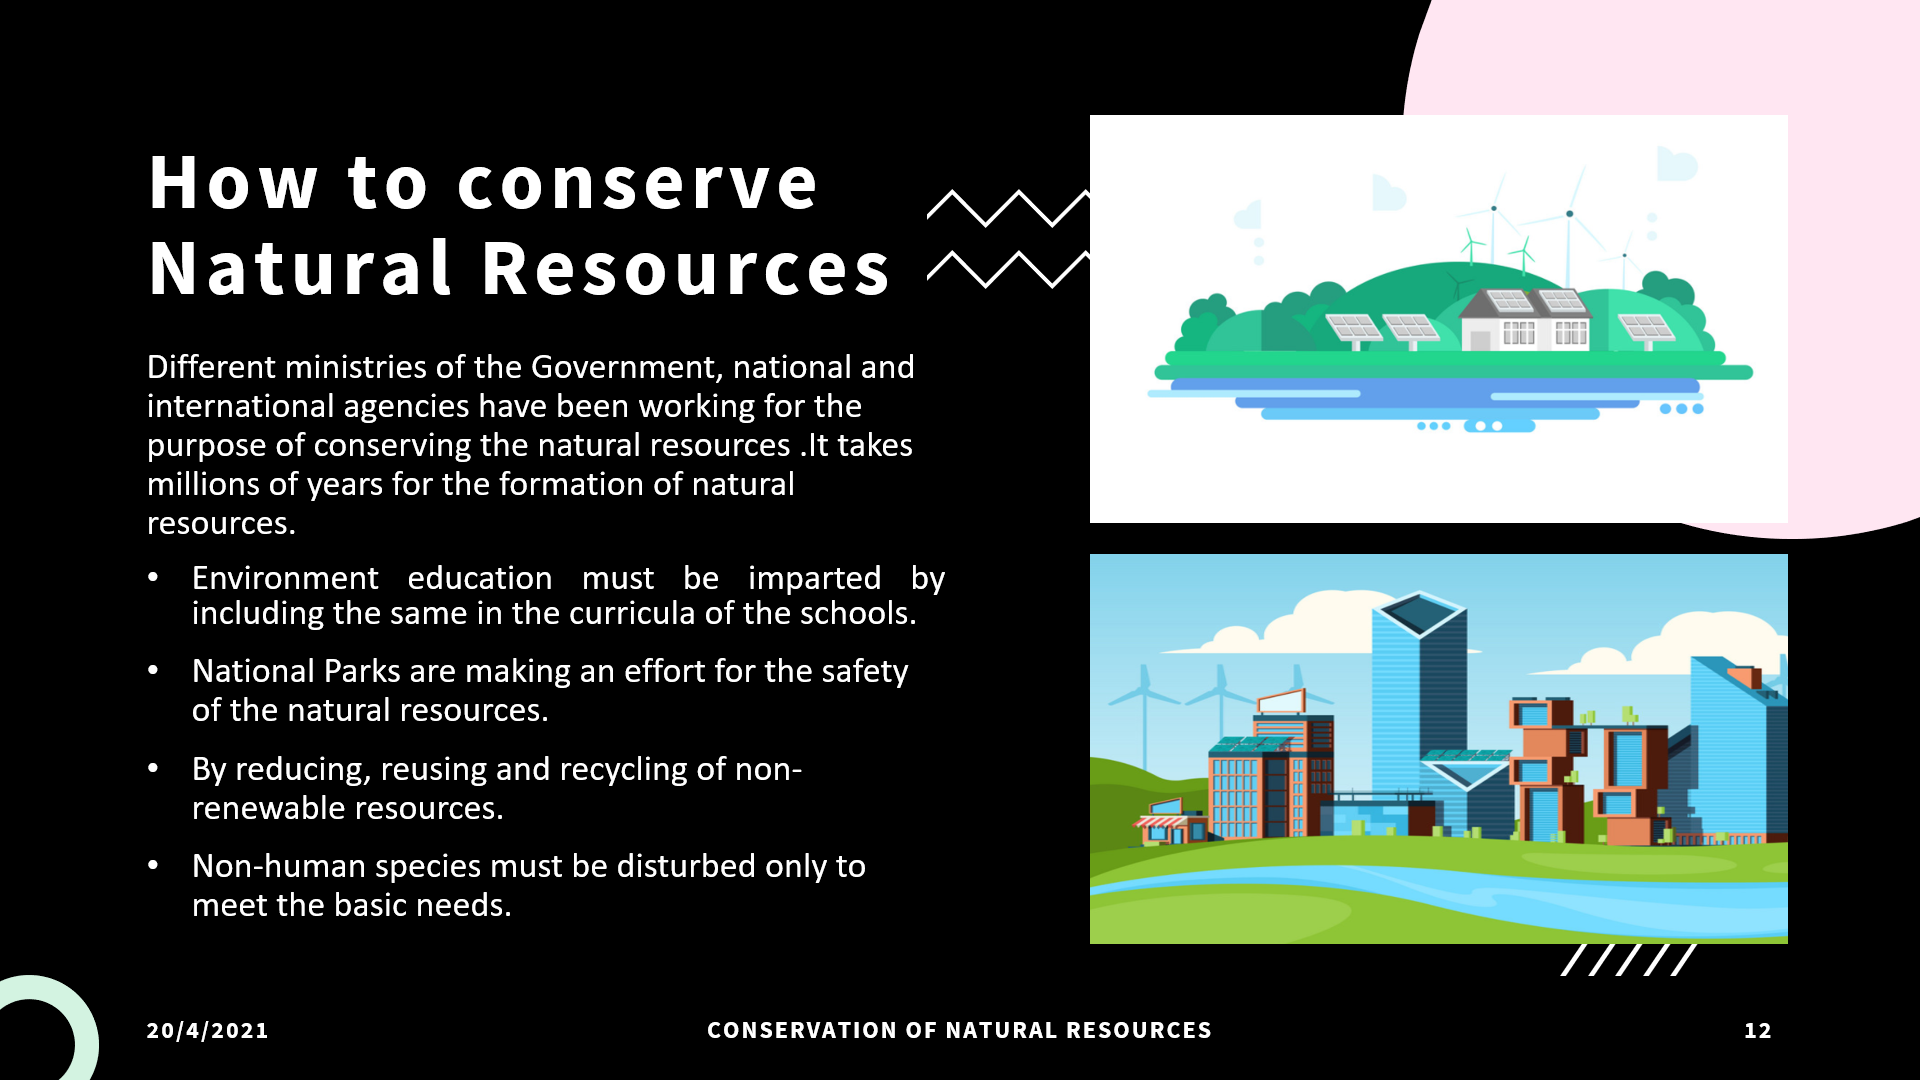 How to conserve
Natural Resources
Different ministries of the Government, national and
international agencies have been working for the
purpose of conserving the natural resources .It takes
millions of years for the formation of natural
resources.
• Environment education must be imparted by
including the same in the curricula of the schools.
• National Parks are making an effort for the safety
of the natural resources.
• By reducing, reusing and recycling of non-
renewable resources.
• Non-human species must be disturbed only to
meet the basic needs.
20/4/2021
CONSERVATION OF NATURAL RESOURCES
12